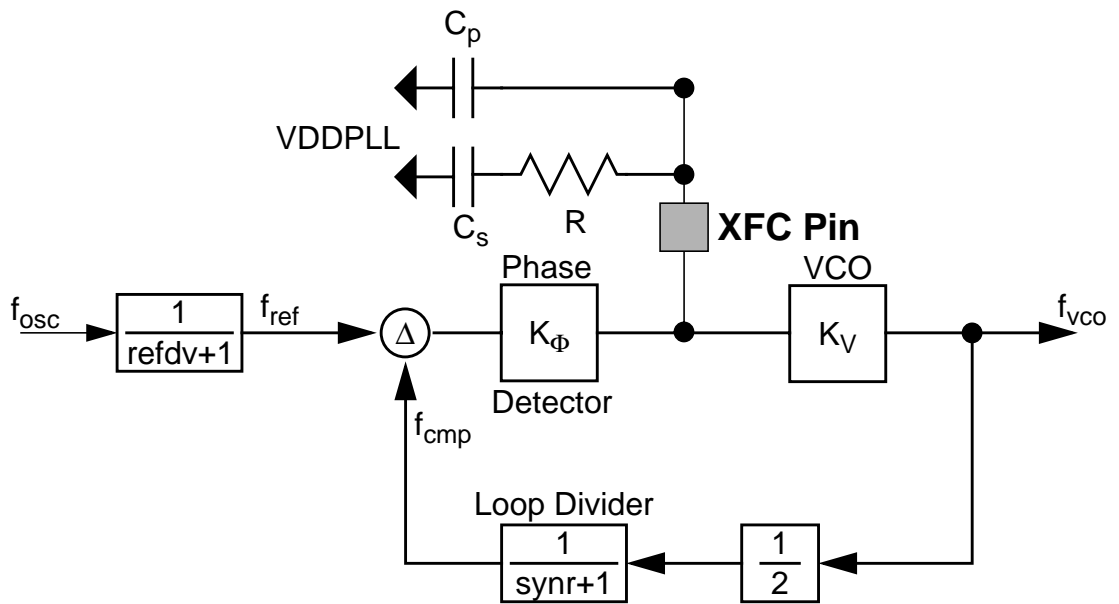 Cp
VDDPLL
Cs
R
XFC Pin
Phase
VCO
fosc
1
refdv+1
fref
Δ
KΦ
KV
fvco
Detector
fcmp
Loop Divider
1
synr+1
1
2